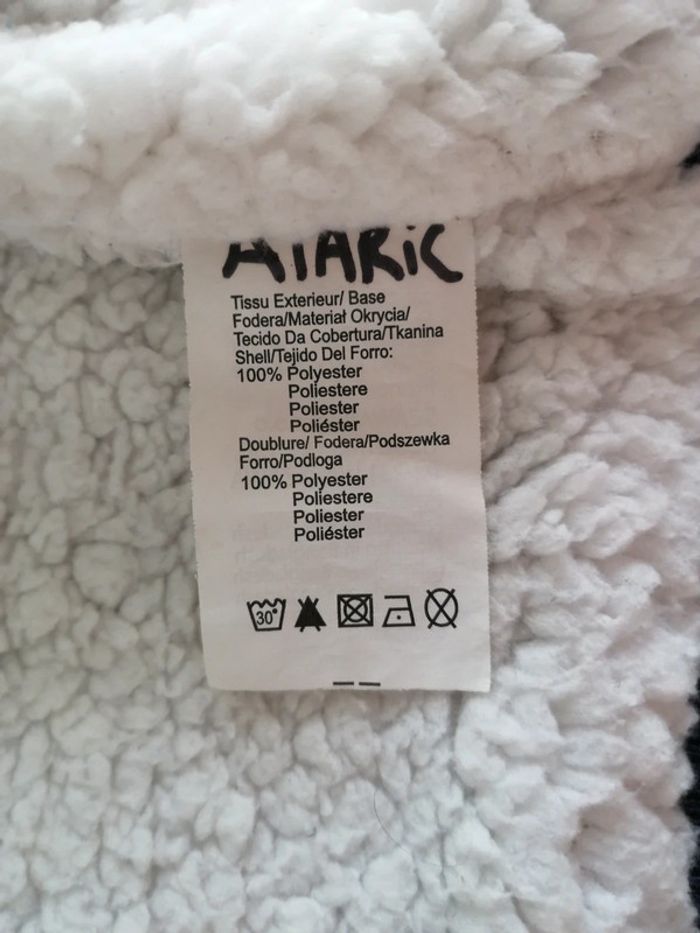 Tissu Exterieur/ Base
Fodera/Materiał Okrycia/
Tecido Da Cobertura/Tkanina
Shell/Tejido Del Forro:
100% Polyester
Poliestere
Poliester
Poliéster
Doublure/ Fodera/Podszewka
Forro/Podloga
100% Polyester
Poliestere
Poliester
Poliéster
30°